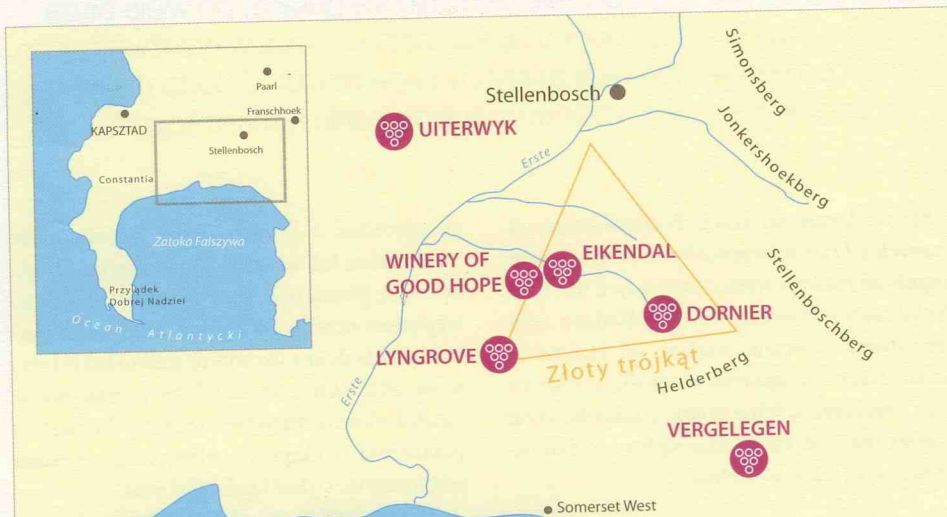 Paarl
Franschhoek
KAPSZTAD
Stellenbosch
Constantia
Zatoka Fałszywa
Przylądek
Dobrej Nadziei
Ocean Atlantycki
Stellenbosch
Simonsberg
Jonkershoekberg
UITERWYK
Erste
WINERY OF
GOOD HOPE
EIKENDAL
Stellenboschberg
DORNIER
LYNGROVE
Złoty trójkąt
Helderberg
Erste
VERGELEGEN
Somerset West